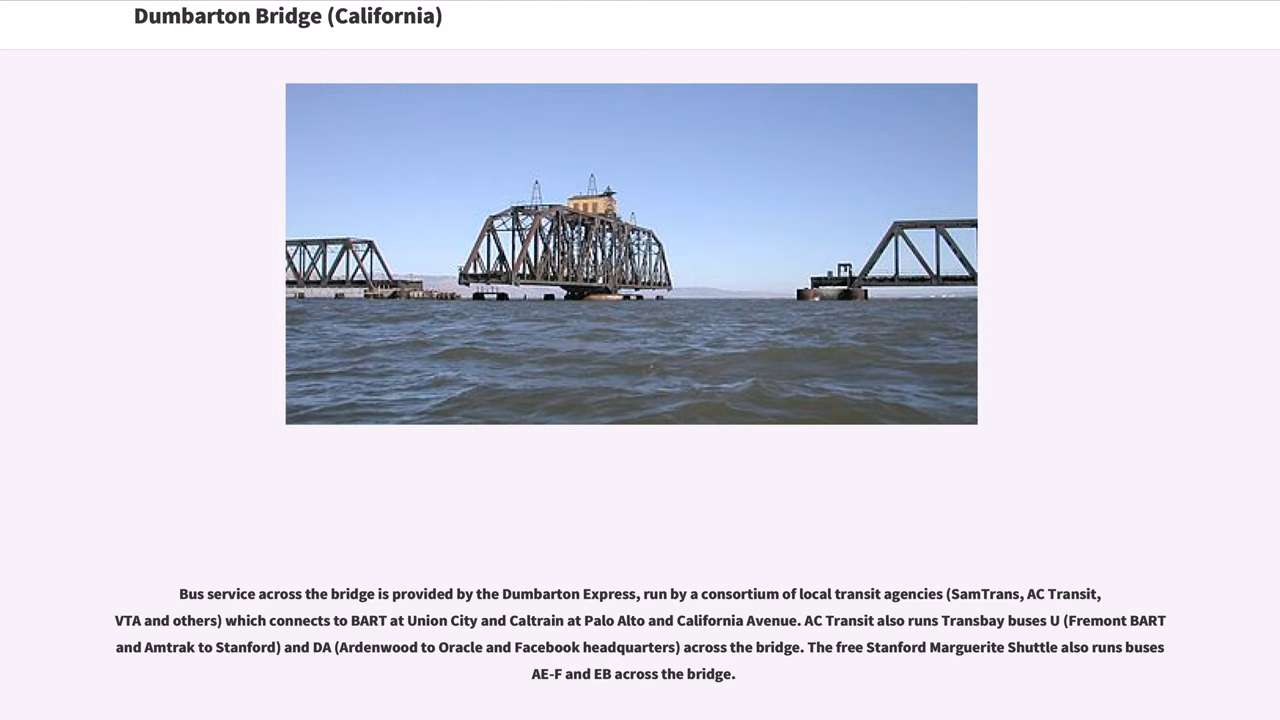 Dumbarton Bridge (California)
Bus service across the bridge is provided by the Dumbarton Express, run by a consortium of local transit agencies (SamTrans, AC Transit,
VTA and others) which connects to BART at Union City and Caltrain at Palo Alto and California Avenue. AC Transit also runs Transbay buses U (Fremont BART
and Amtrak to Stanford) and DA (Ardenwood to Oracle and Facebook headquarters) across the bridge. The free Stanford Marguerite Shuttle also runs buses
AE-F and EB across the bridge.